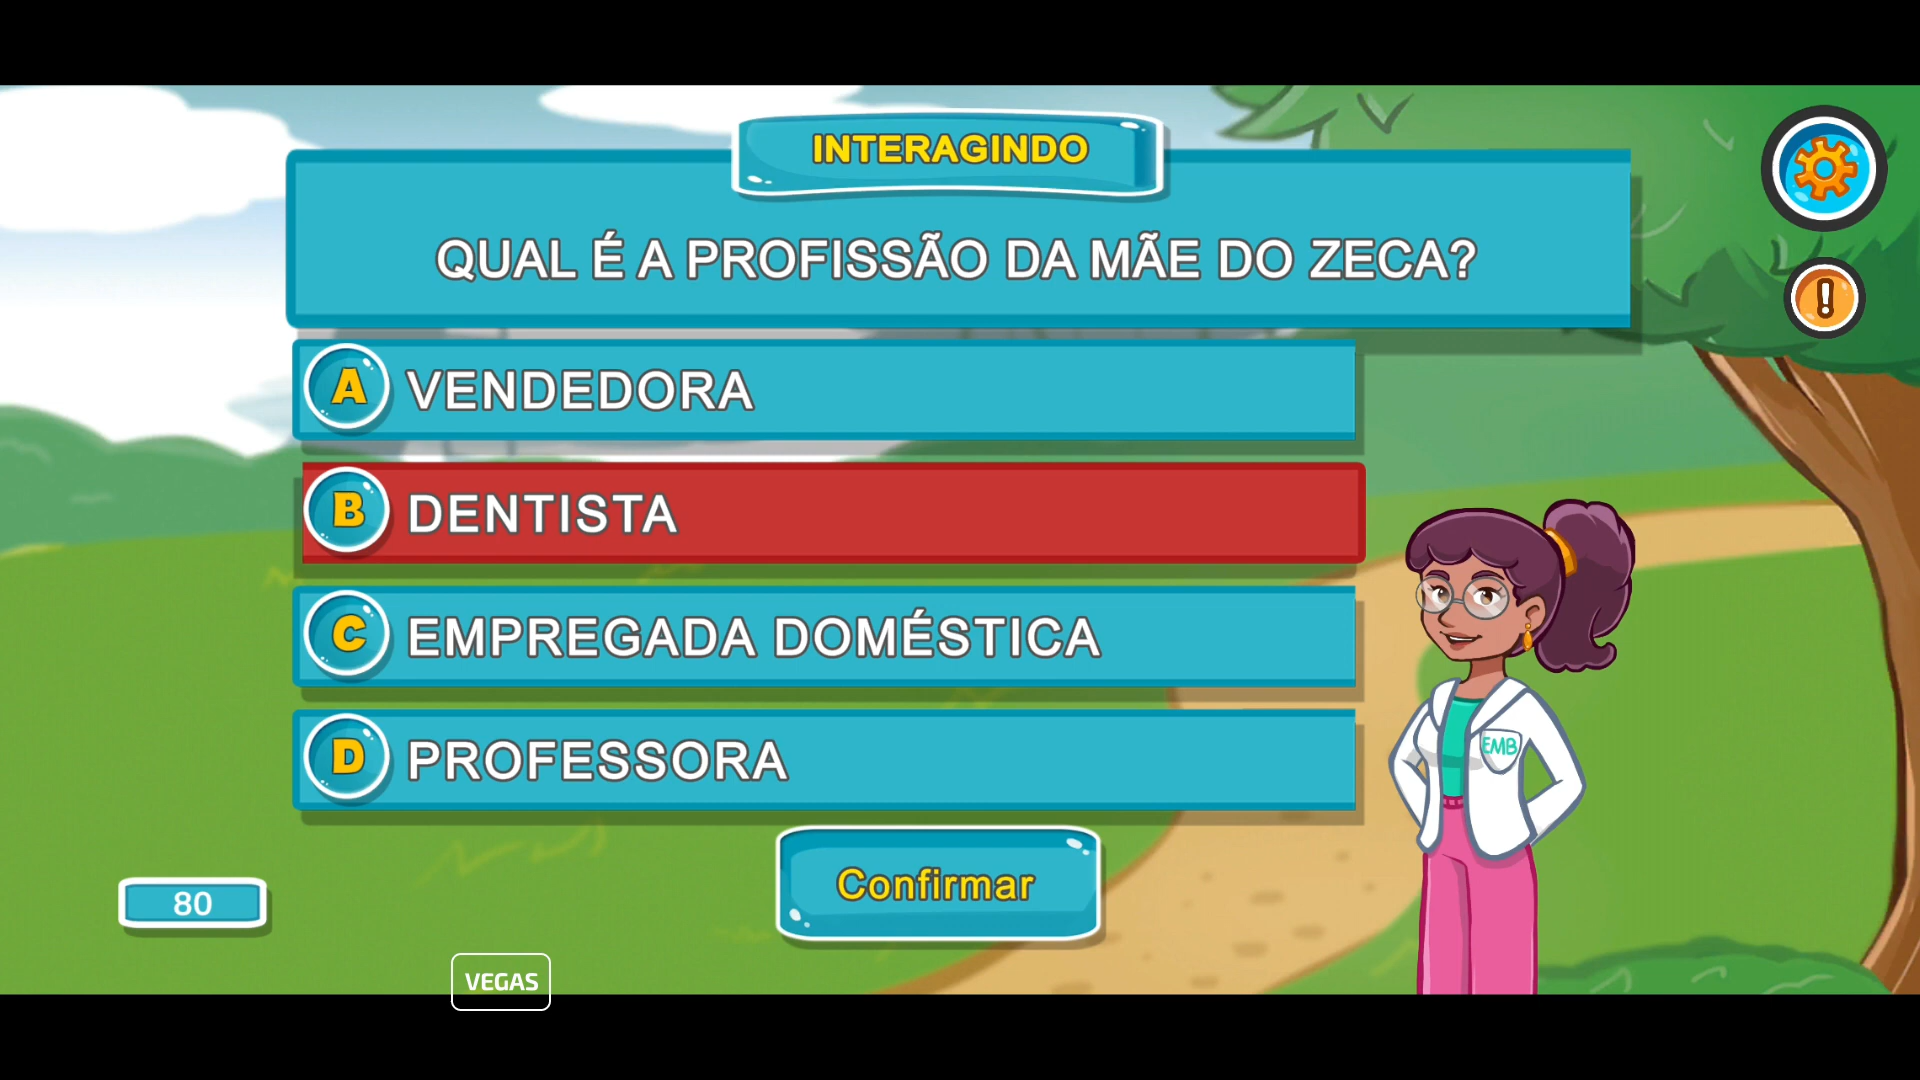 INTERAGINDO
QUAL É A PROFISSÃO DA MÃE DO ZECA?
A VENDEDORA
B DENTISTA
C EMPREGADA DOMÉSTICA
D PROFESSORA
EMB
Confirmar
80
VEGAS